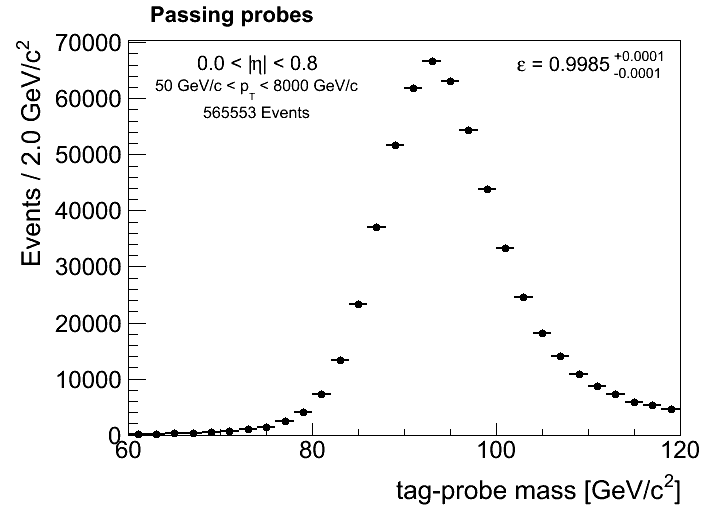 Passing probes
Events / 2.0 GeV/c²
70000
60000
50000
40000
30000
20000
10000
0
0.0 < |η| < 0.8
50 GeV/c < p_T < 8000 GeV/c
565553 Events
ε = 0.9985 +0.0001 -0.0001
60 80 100 120
tag-probe mass [GeV/c²]